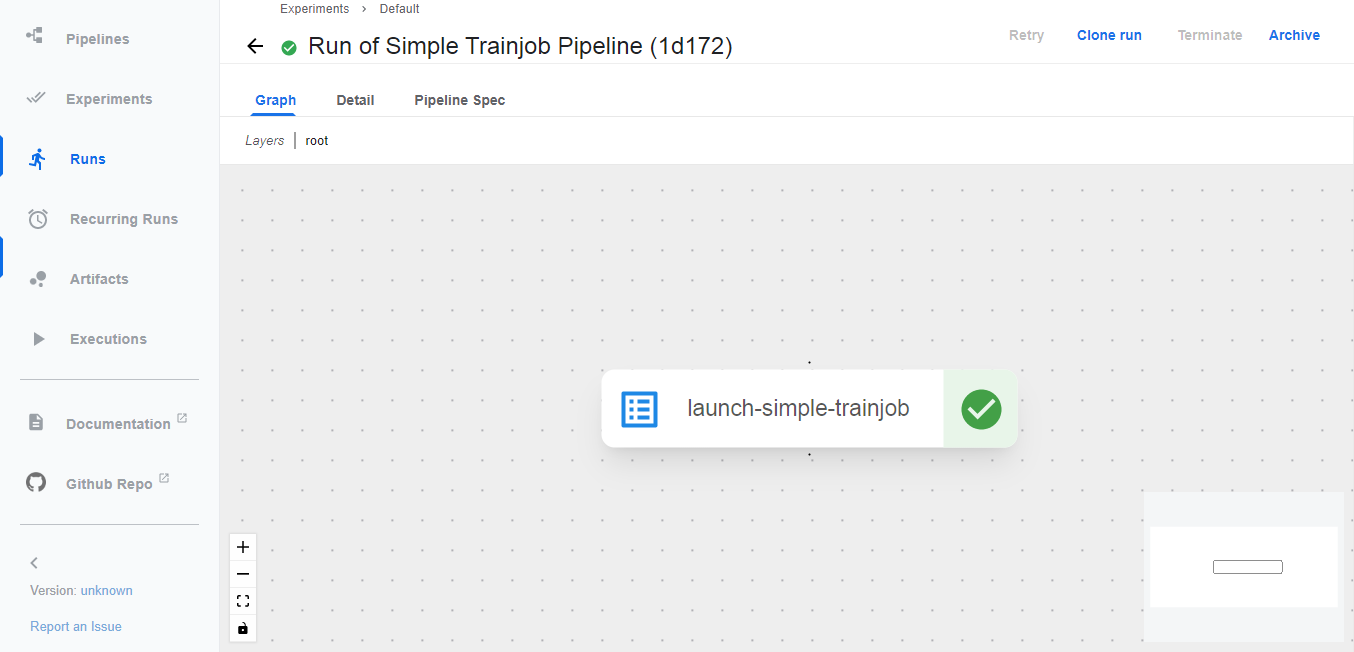 Experiments > Default
Run of Simple Trainjob Pipeline (1d172)
Retry
Clone run
Terminate
Archive
Pipelines
Experiments
Runs
Recurring Runs
Artifacts
Executions
Documentation
Github Repo
Version: unknown
Report an Issue
Graph
Detail
Pipeline Spec
Layers
root
launch-simple-trainjob